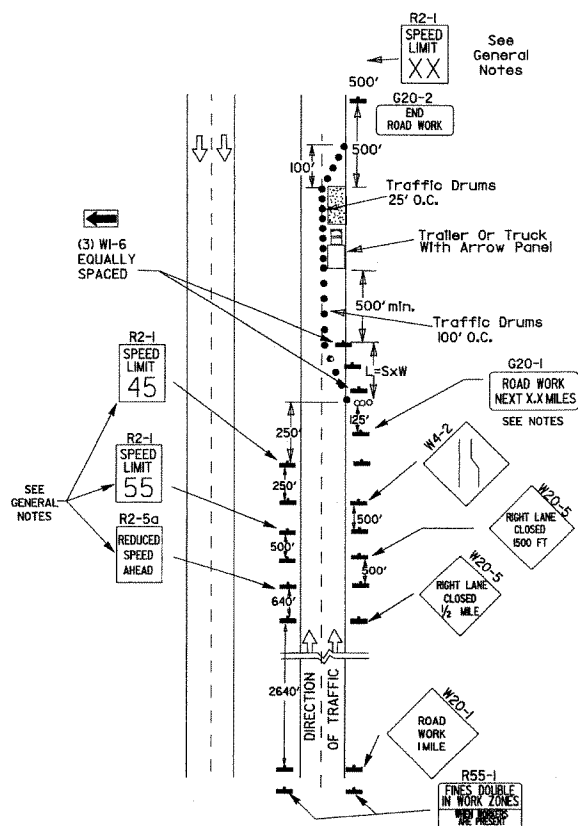 R2-1
SPEED
LIMIT
XX
See
General
Notes
500'
G20-2
END
ROAD WORK
500'
100'
Traffic Drums
25' O.C.
Trailer Or Truck
With Arrow Panel
(3) WI-6
EQUALLY
SPACED
500' min.
Traffic Drums
100' O.C.
R2-1
SPEED
LIMIT
45
L=SxW
G20-1
ROAD WORK
NEXT X.X MILES
SEE NOTES
125'
250'
W4-2
R2-1
SPEED
LIMIT
55
250'
500'
W20-5
RIGHT LANE
CLOSED
1500 FT
SEE
GENERAL
NOTES
R2-5a
REDUCED
SPEED
AHEAD
500'
500'
W20-5
RIGHT LANE
CLOSED
1/2 MILE
640'
2640'
DIRECTION
OF TRAFFIC
W20-1
ROAD
WORK
1 MILE
R55-1
FINES DOUBLE
IN WORK ZONES
WHEN WORKERS
ARE PRESENT